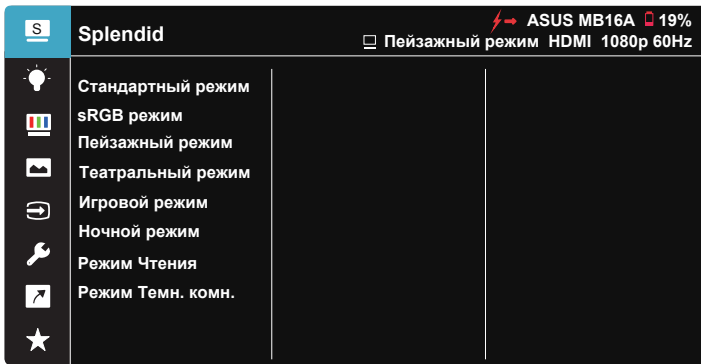 S
Splendid
ASUS MB16A 19%
Пейзажный режим HDMI 1080p 60Hz
Стандартный режим
sRGB режим
Пейзажный режим
Театральный режим
Игровой режим
Ночной режим
Режим Чтения
Режим Темн. комн.